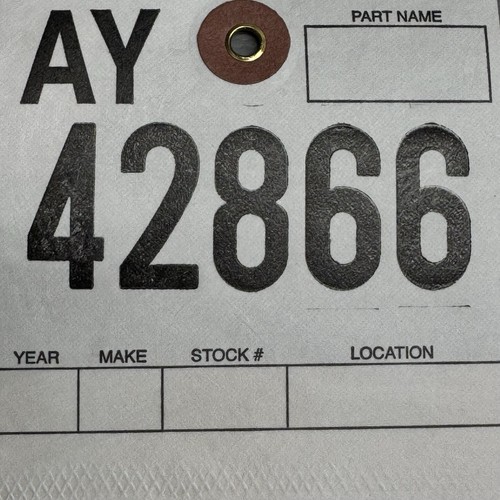 AY
PART NAME
42866
YEAR MAKE STOCK # LOCATION